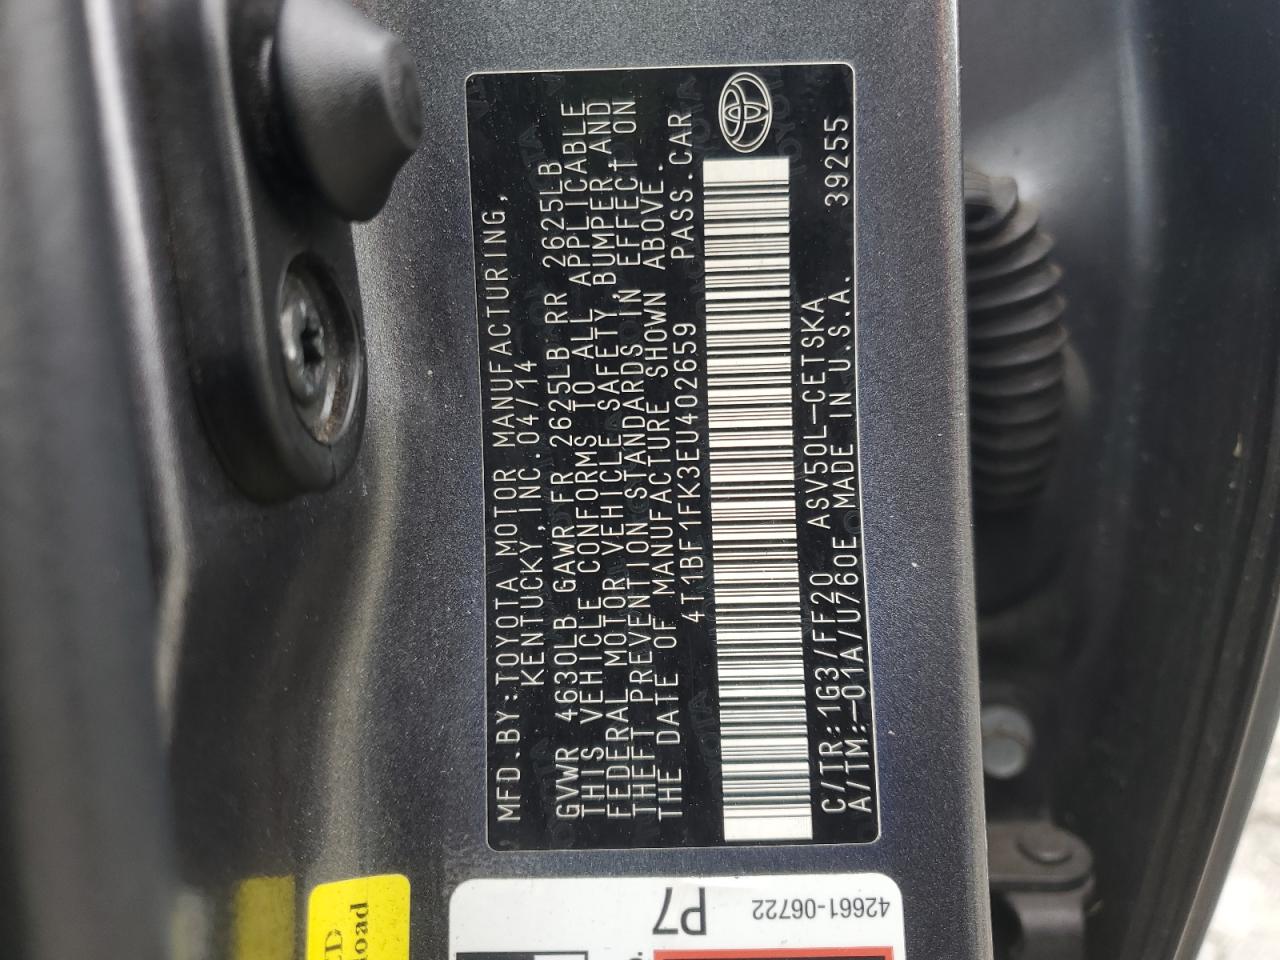 MFD.BY:TOYOTA MOTOR MANUFACTURING,
KENTUCKY,INC.04/14
GVWR 4630LB GAWR FR 2625LB RR 2625LB
THIS VEHICLE CONFORMS TO ALL APPLICABLE
FEDERAL MOTOR VEHICLE SAFETY, BUMPER, AND
THEFT PREVENTION STANDARDS IN EFFECT ON
THE DATE OF MANUFACTURE SHOWN ABOVE.
4T1BF1FK3EU402659 PASS.CAR
C/TR:1G3/FF20 ASV50L-CETSKA
A/TM:-01A/U760E MADE IN U.S.A. 39255
42661-06722
P7